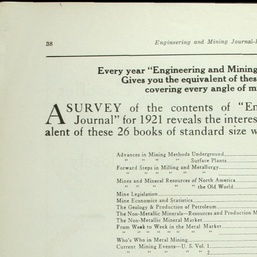 38 Engineering and Mining Journal-
Every year "Engineering and Mining
Gives you the equivalent of these
covering every angle of m
A SURVEY of the contents of "En
Journal" for 1921 reveals the interes
alent of these 26 books of standard size w
Advances in Mining Methods Underground
" " " " Surface Plants
Forward Steps in Milling and Metallurgy
" " " " "
Mines and Mineral Resources of North America
" " " " " the Old World
Mine Legislation
Mine Economics and Statistics
The Geology & Production of Petroleum
The Non-Metallic Minerals—Resources and Production M
The Non-Metallic Mineral Market
From Week to Week in the Metal Market
" " " " " " "
Who's Who in Metal Mining
Current Mining Events—U. S. Vol. 1
" " " " " 2